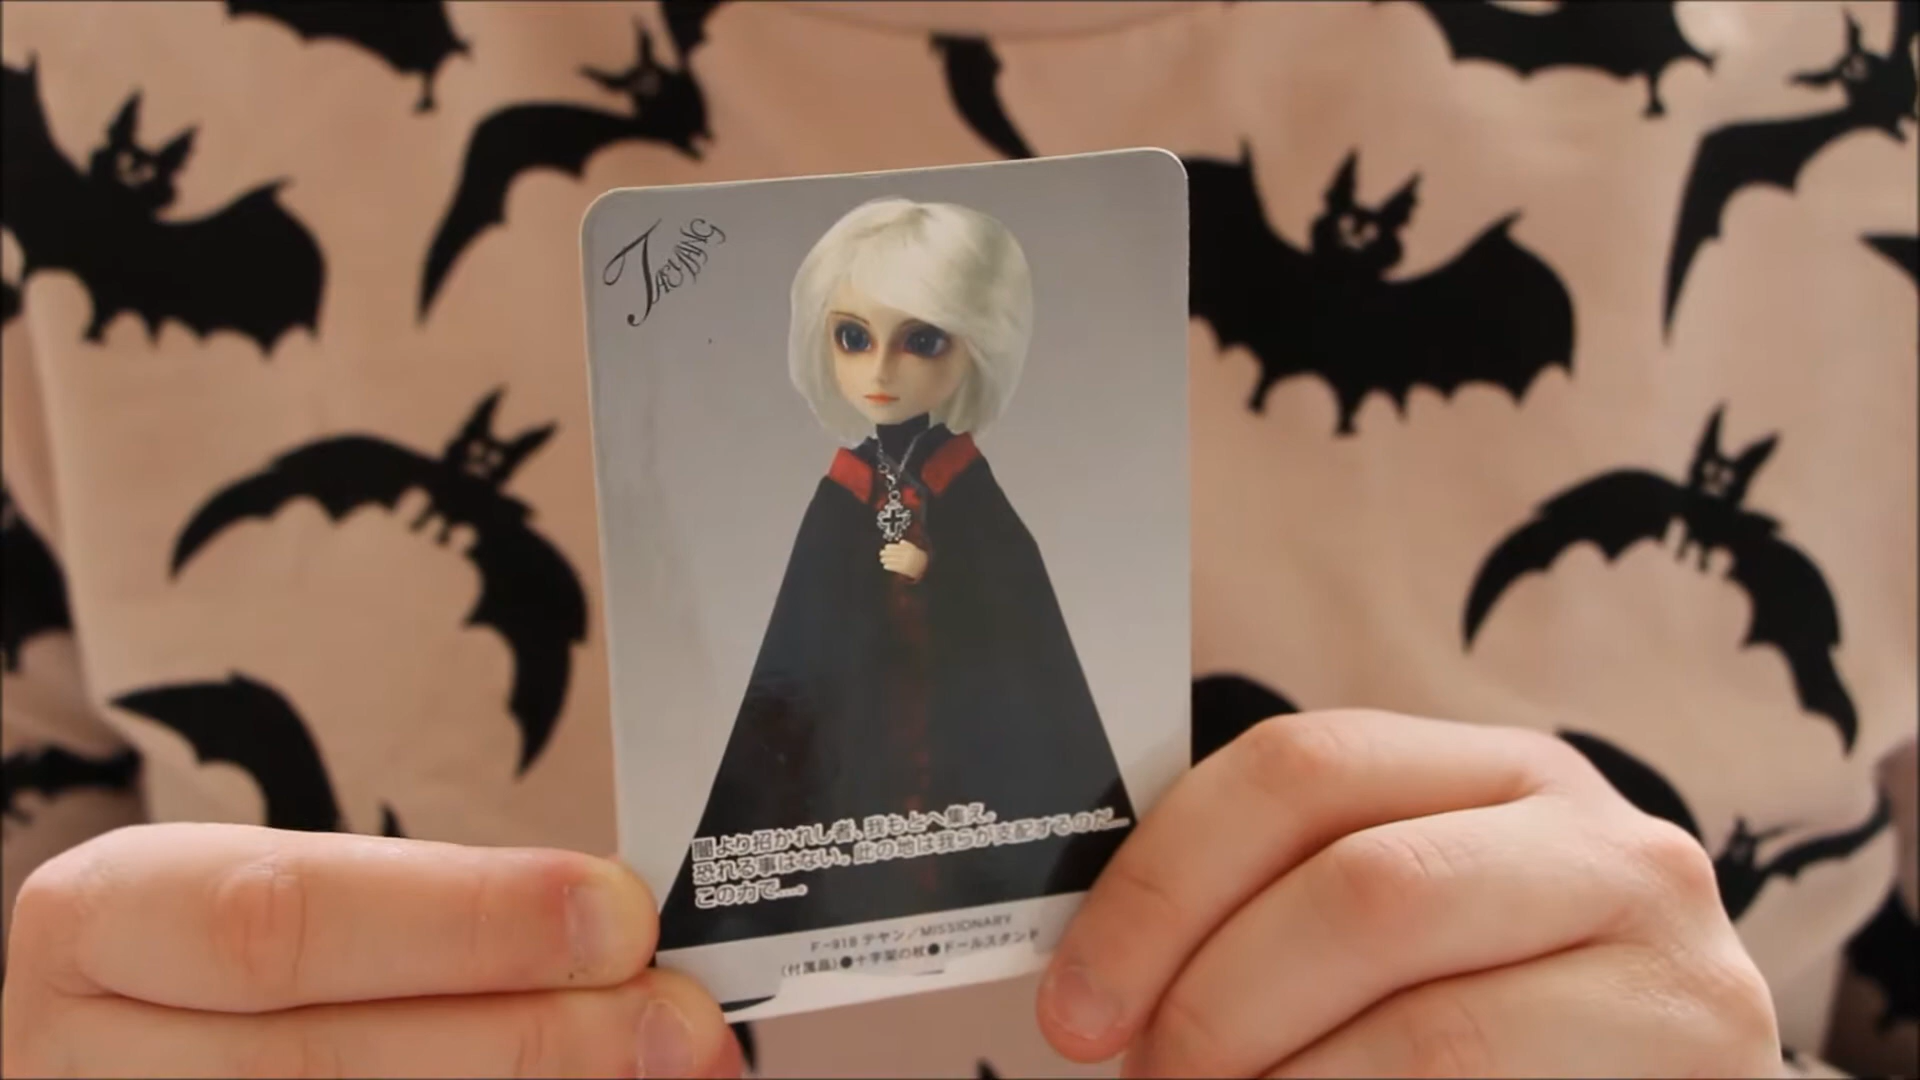 TAEYANG
闇より招かれし者、我もとへ集え。
恐れる事はない。此の地は我らが支配するのだ…
この力で……。
F-918 テヤン／MISSIONARY
(付属品)●十字架の杖●ドールスタンド